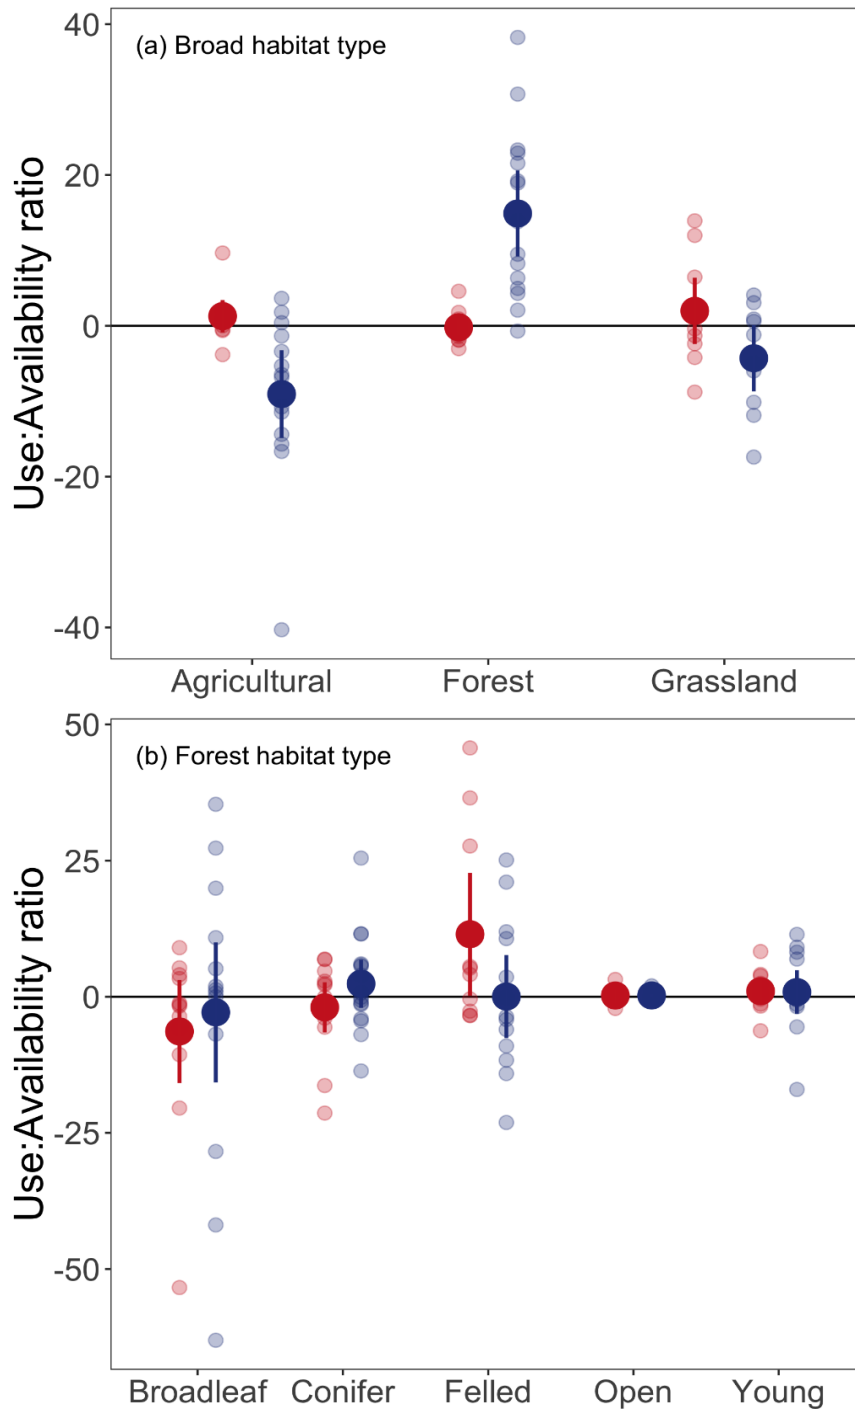 (a) Broad habitat type
Use:Availability ratio
40
20
0
-20
-40
Agricultural Forest Grassland
(b) Forest habitat type
Use:Availability ratio
50
25
0
-25
-50
Broadleaf Conifer Felled Open Young